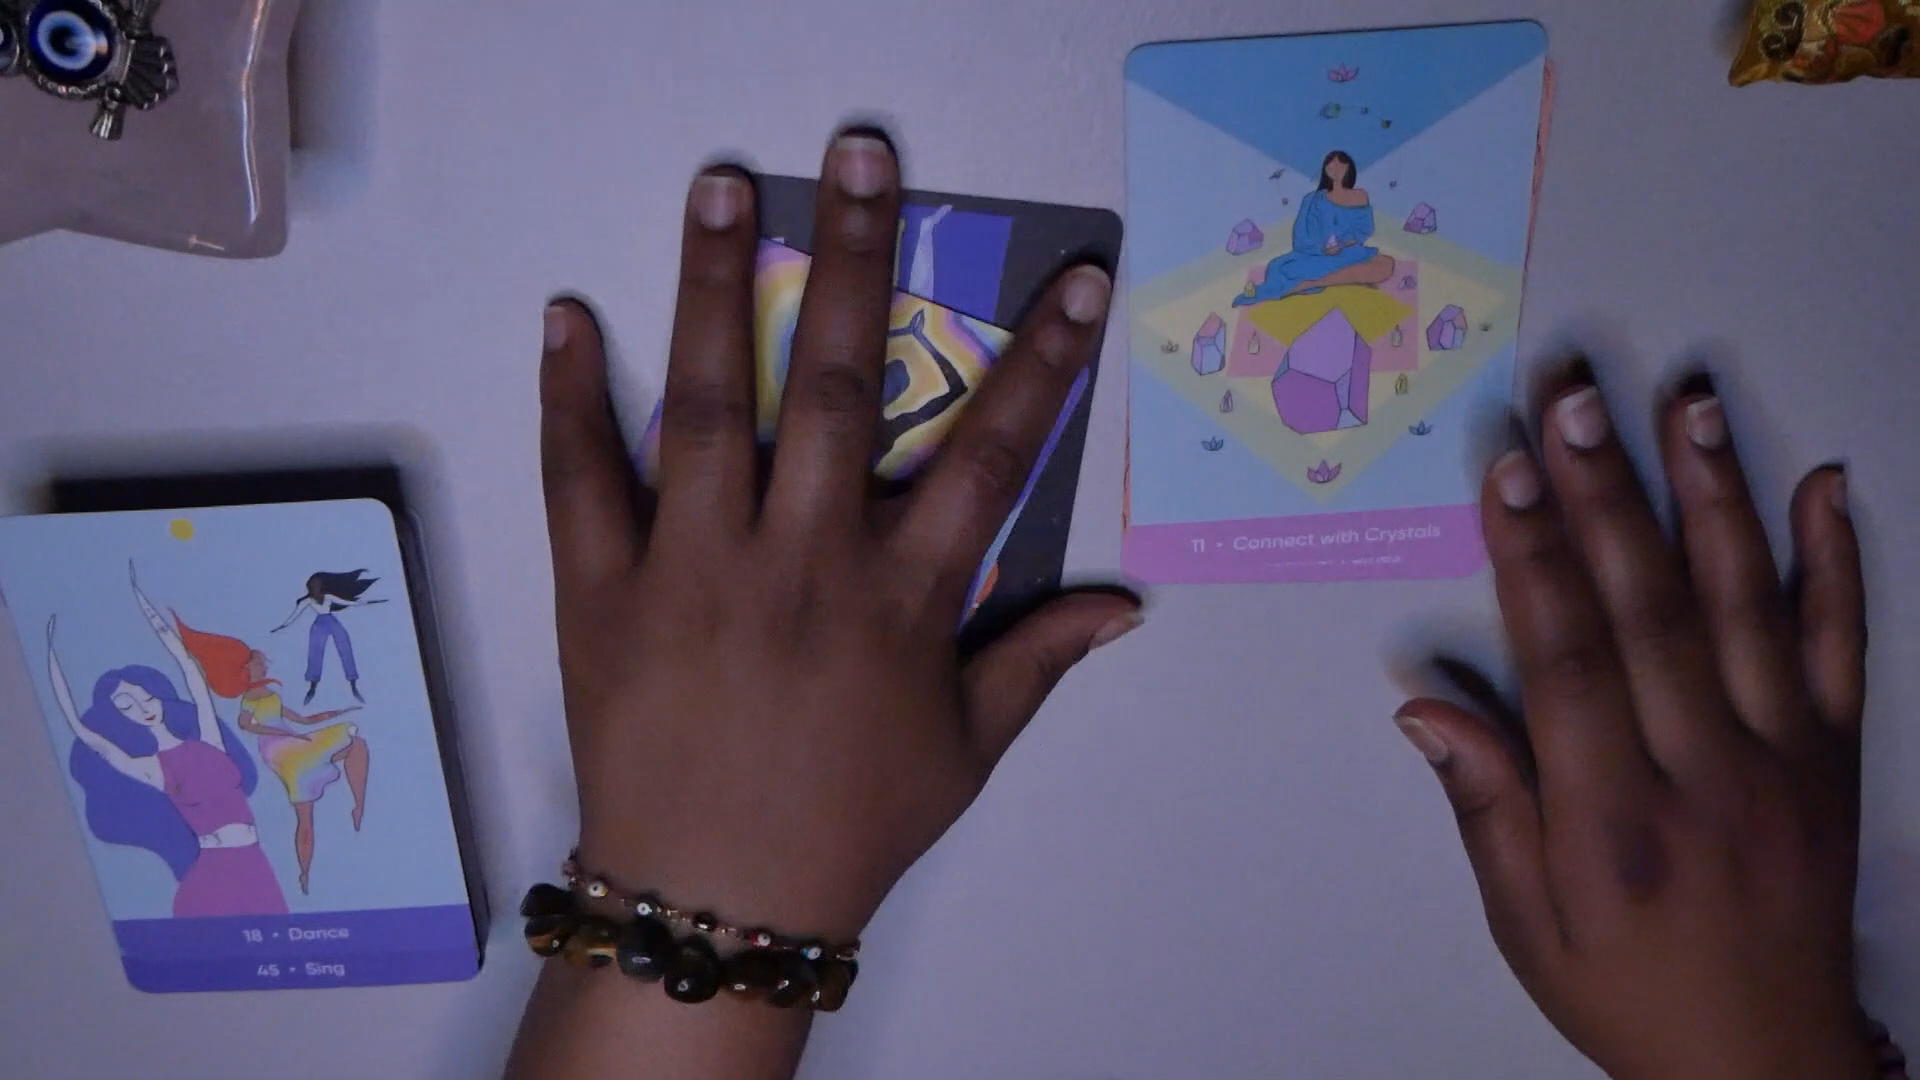 11 • Connect with Crystals
18 • Dance
45 • Sing